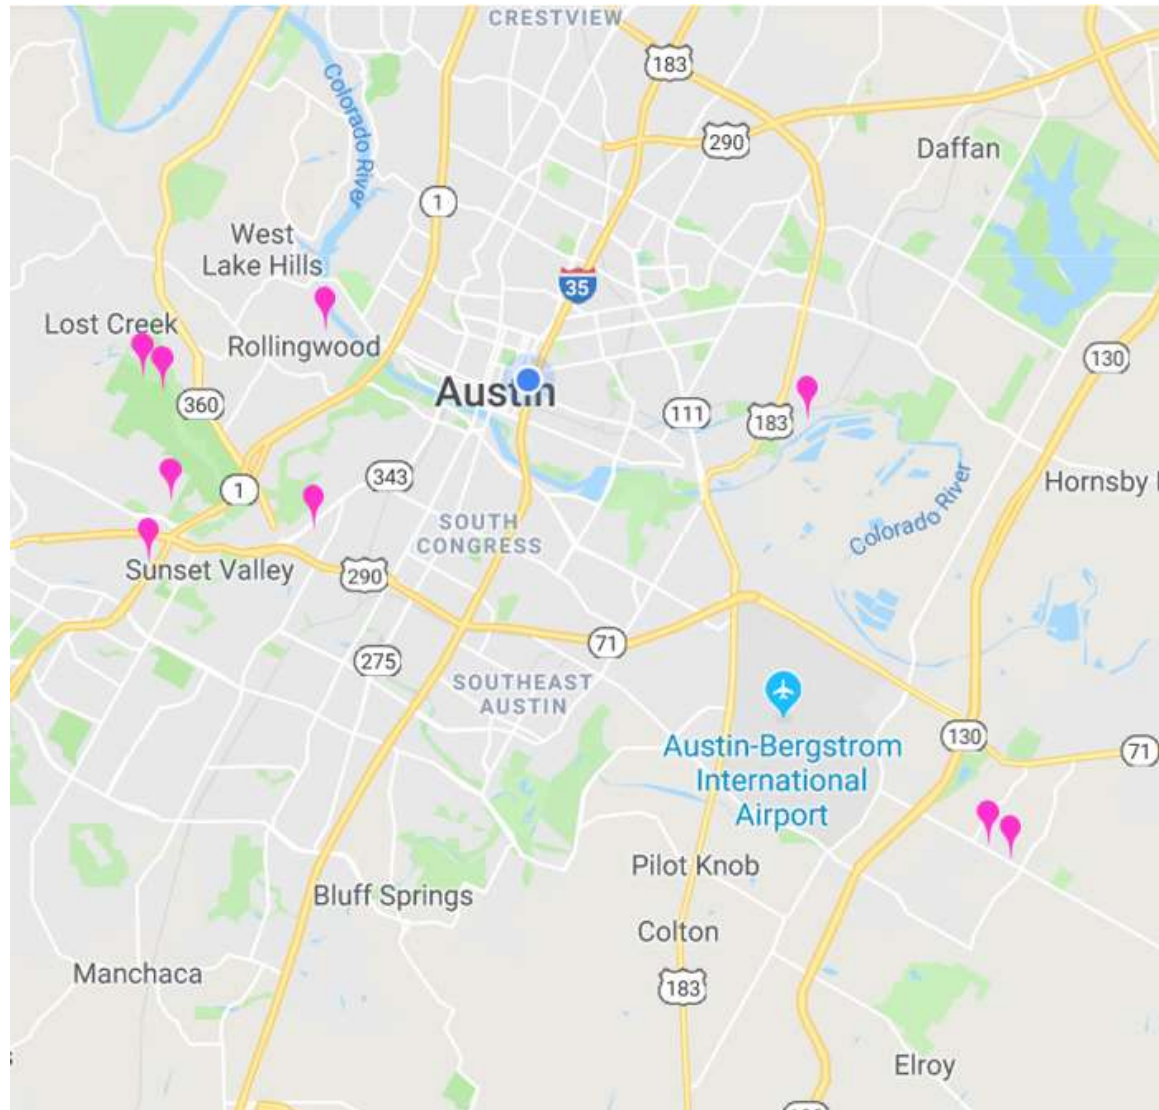 CRESTVIEW
183
Colorado River
290
Daffan
1
West
Lake Hills
35
Lost Creek
Rollingwood
130
Austin
360
111
183
343
1
Hornsby
SOUTH
CONGRESS
Colorado River
Sunset Valley
290
71
275
SOUTHEAST
AUSTIN
130
71
Austin-Bergstrom
International
Airport
Pilot Knob
Bluff Springs
Colton
Manchaca
183
Elroy